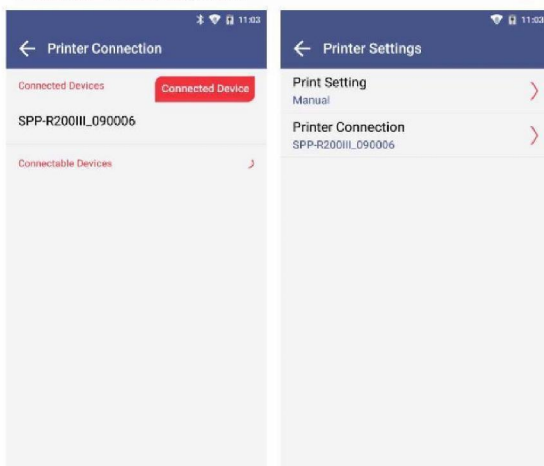 11:03
Printer Connection
Connected Devices
Connected Device
SPP-R200III_090006
Connectable Devices
11:03
Printer Settings
Print Setting
Manual
Printer Connection
SPP-R200III_090006